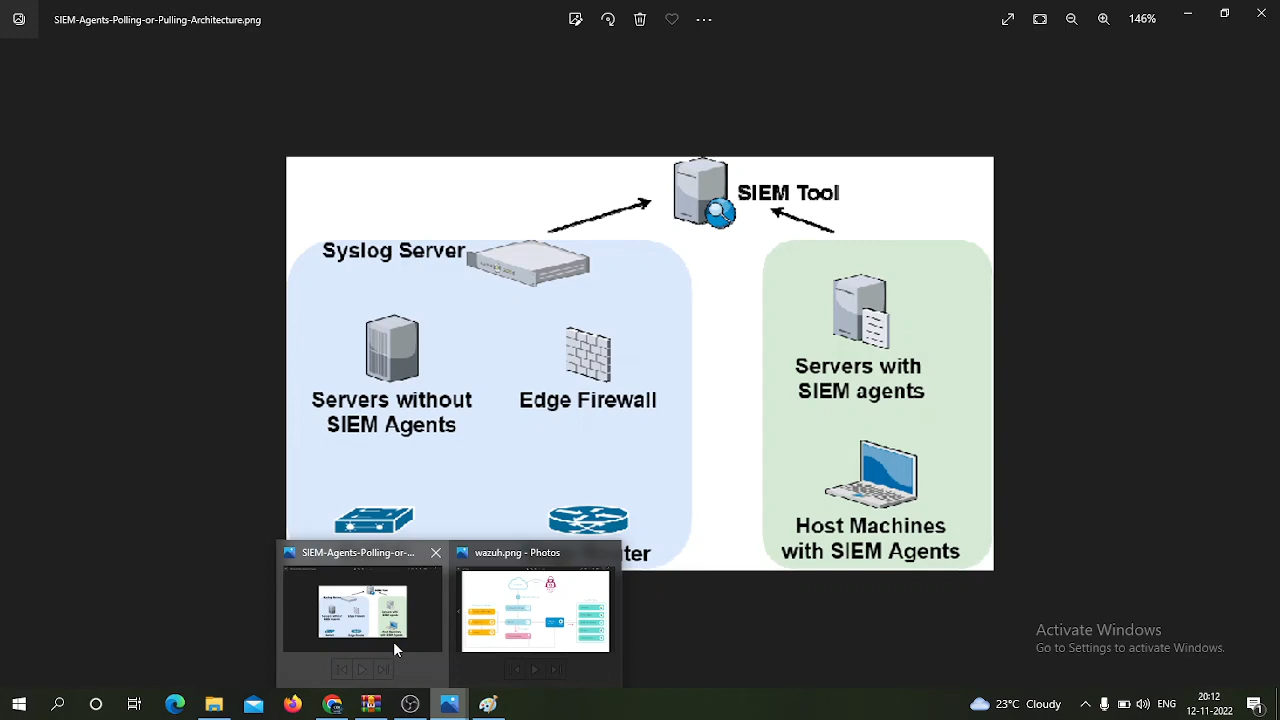 SIEM-Agents-Polling-or-Pulling-Architecture.png
146%
SIEM Tool
Syslog Server
Servers without
SIEM Agents
Edge Firewall
Servers with
SIEM agents
Host Machines
with SIEM Agents
SIEM-Agents-Polling-or-...
wazuh.png - Photos
Activate Windows
Go to Settings to activate Windows.
23°C Cloudy
ENG
20:12
12-11-2022